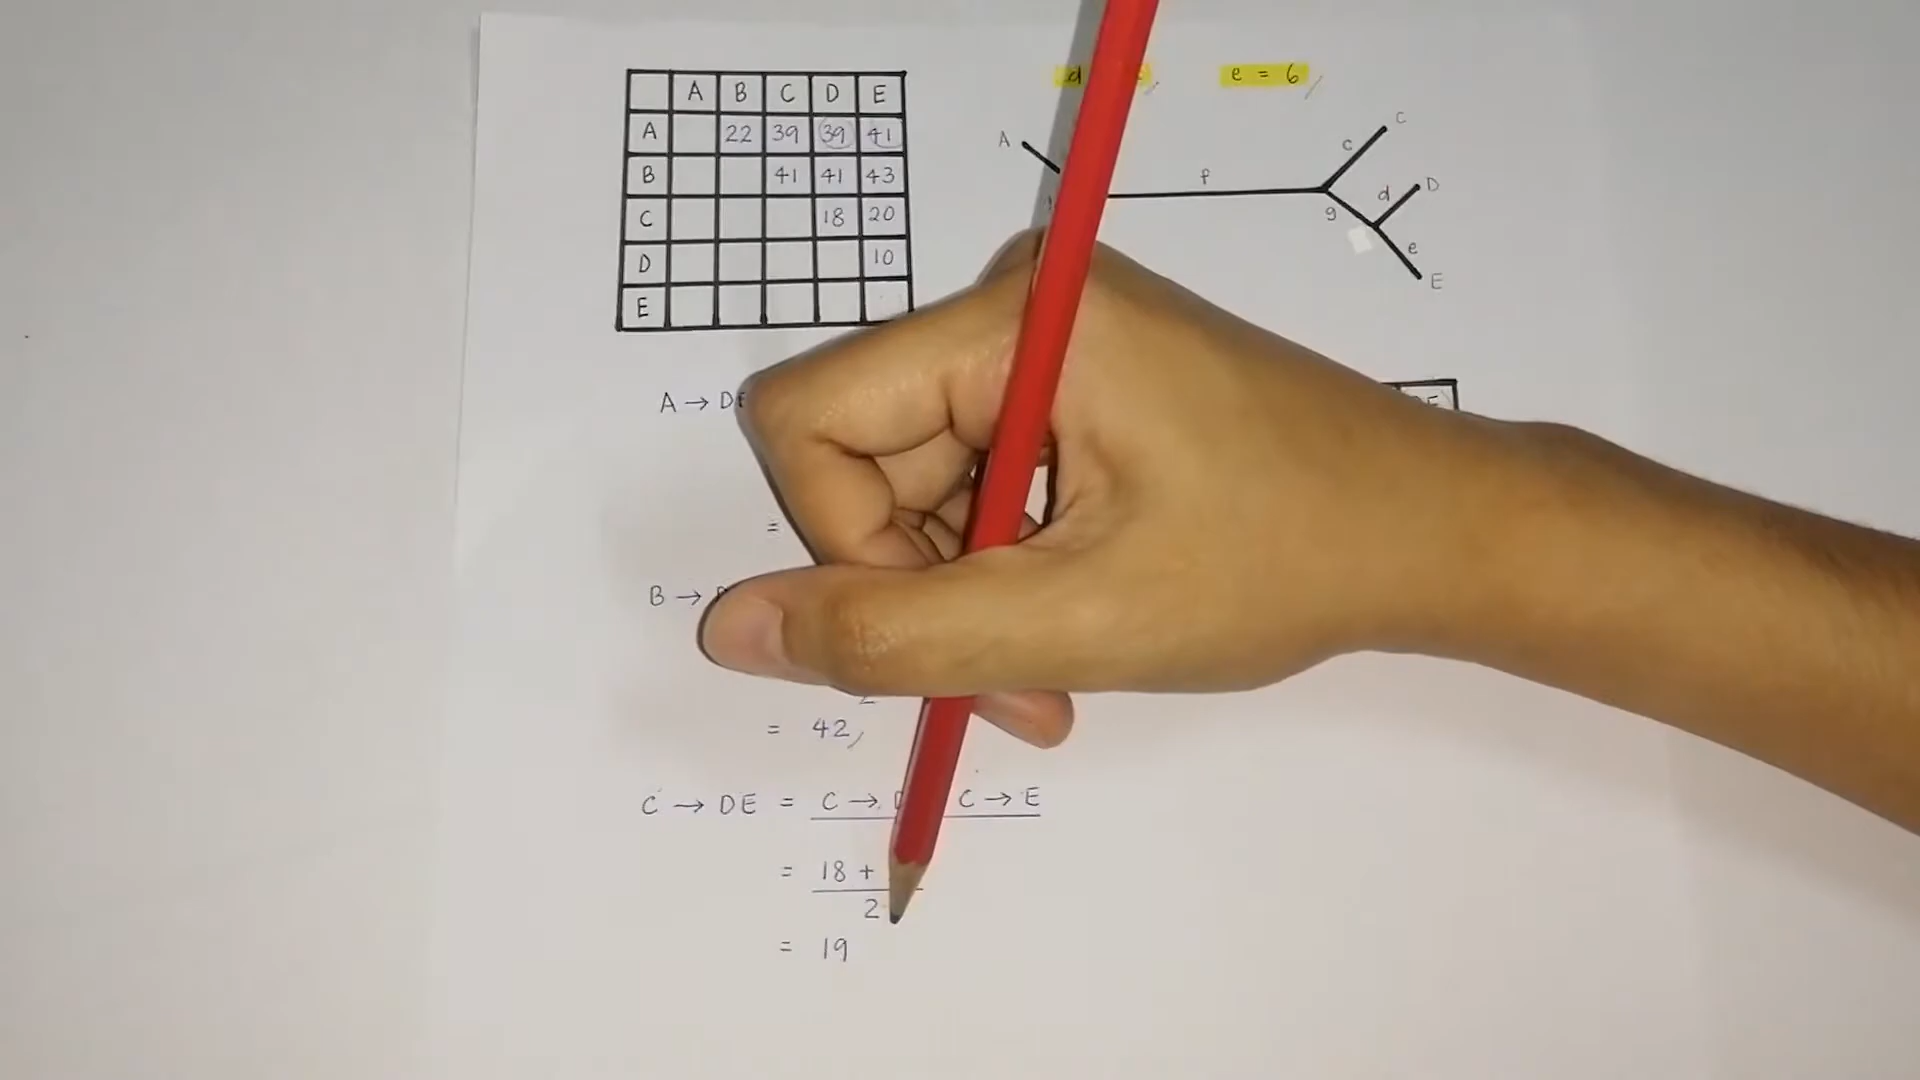 A B C D E
A 22 39 39 41
B 41 41 43
C 18 20
D 10
E
e = 6,
A
f
c
C
g
d
D
e
E
A → DE
=
B →
= 42,
C → DE = C → C → E
= 18 +
2
= 19